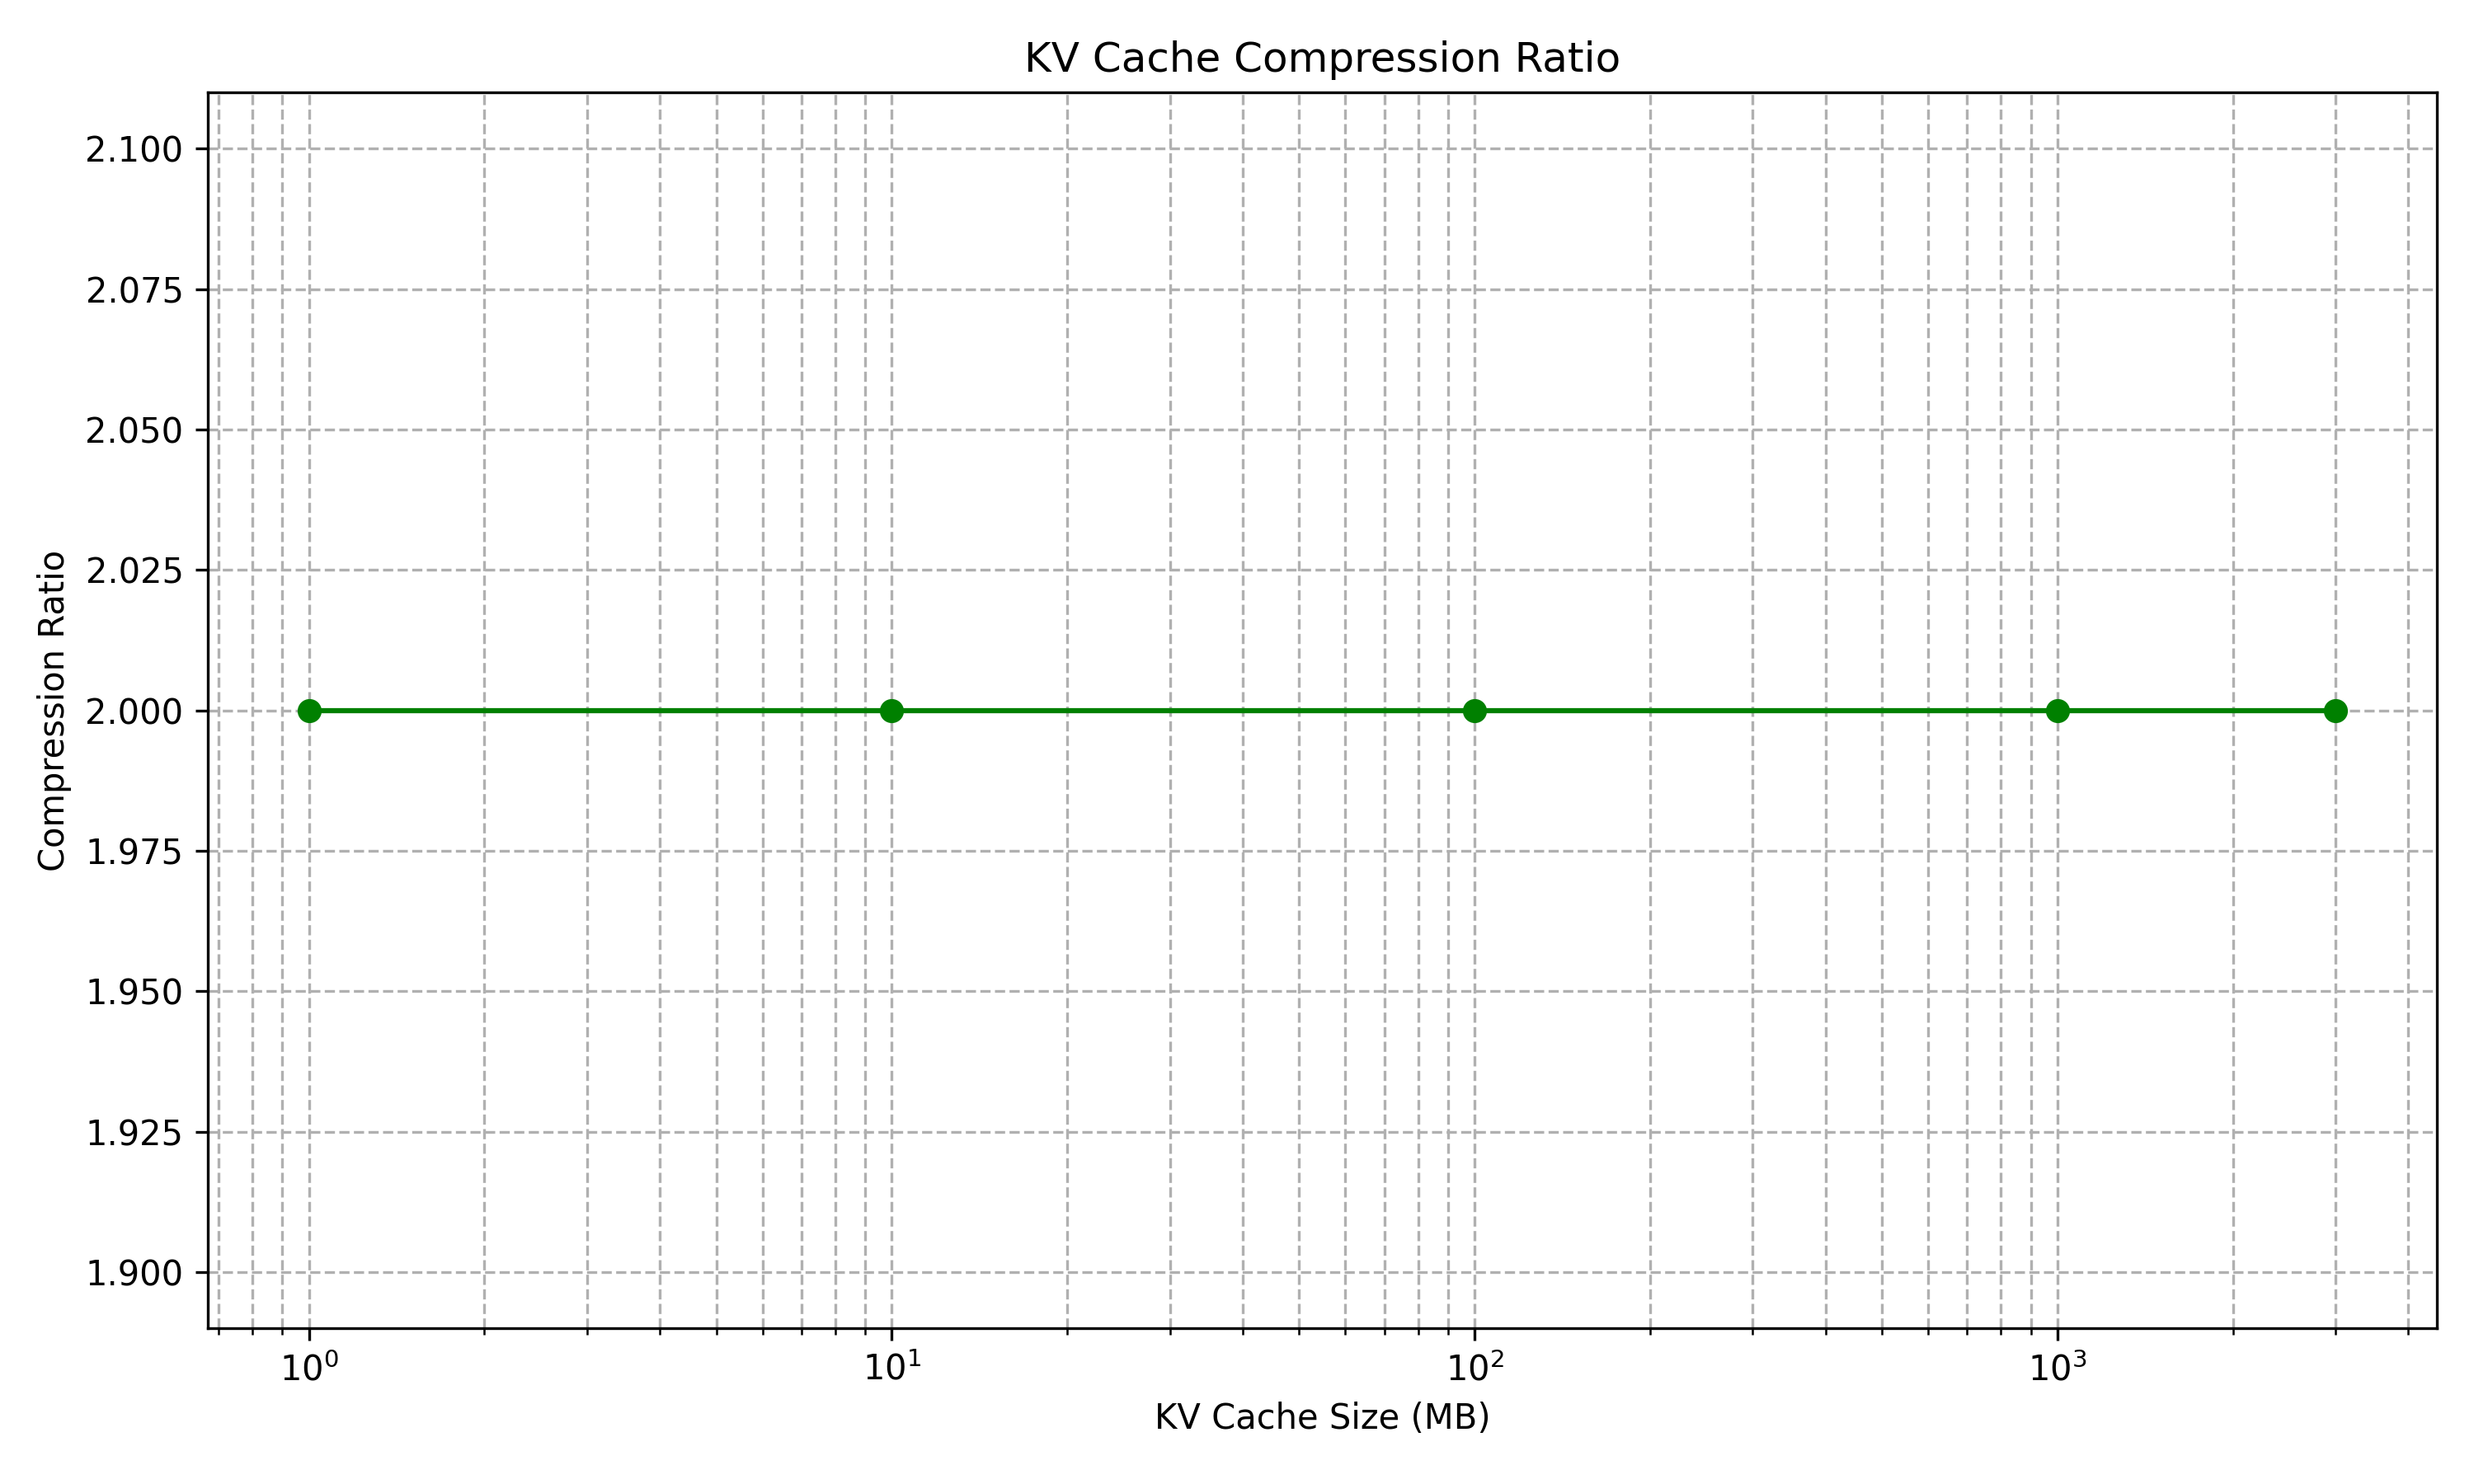 KV Cache Compression Ratio
Compression Ratio
2.100
2.075
2.050
2.025
2.000
1.975
1.950
1.925
1.900
10⁰ 10¹ 10² 10³
KV Cache Size (MB)